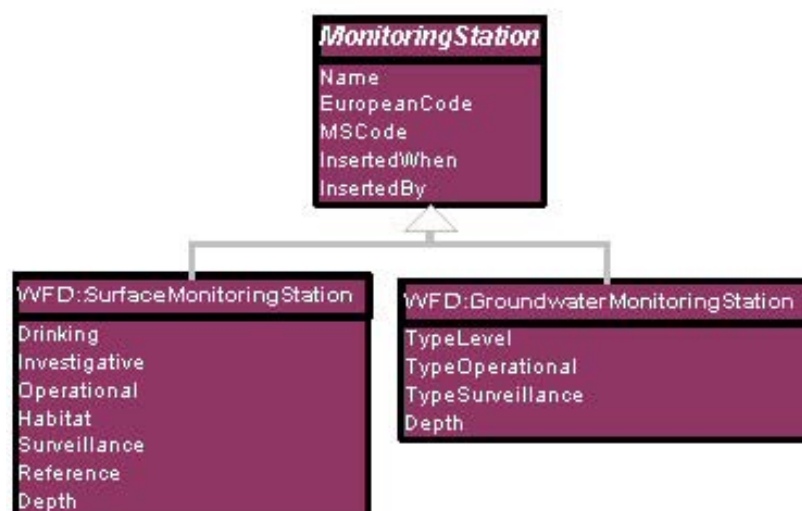 MonitoringStation
Name
EuropeanCode
MSCode
InsertedWhen
InsertedBy
WFD:SurfaceMonitoringStation
Drinking
Investigative
Operational
Habitat
Surveillance
Reference
Depth
WFD:GroundwaterMonitoringStation
TypeLevel
TypeOperational
TypeSurveillance
Depth